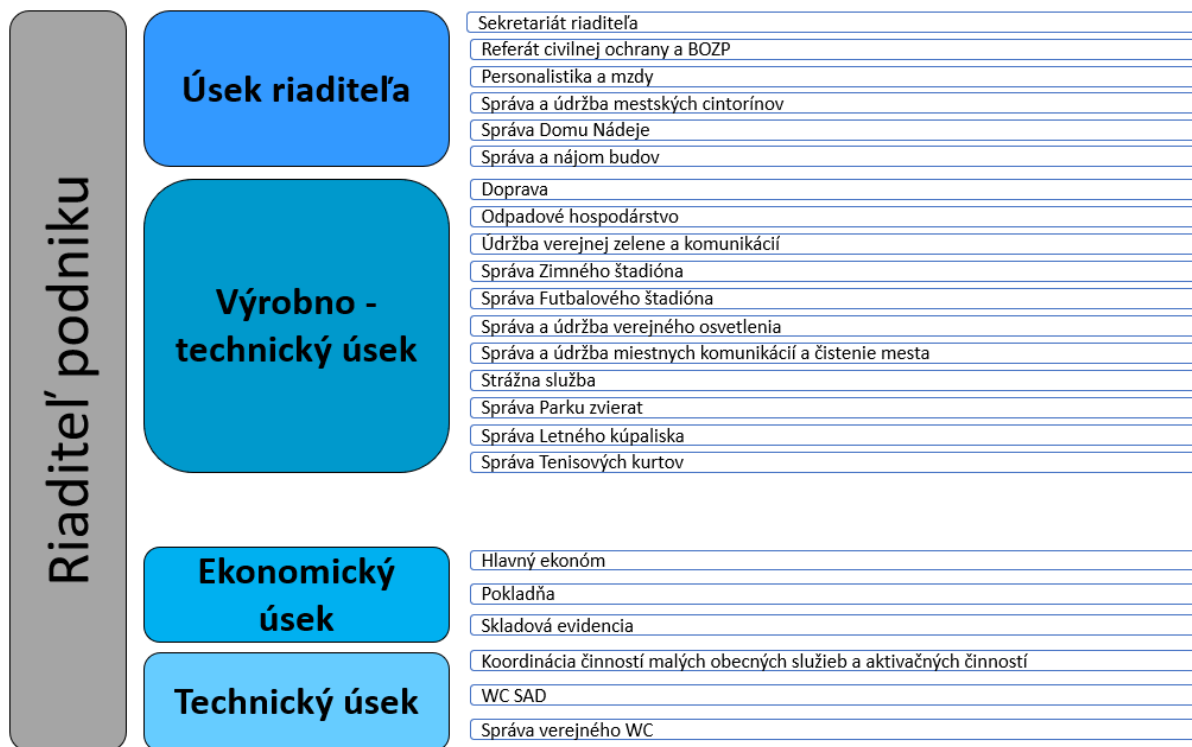 Riaditeľ podniku
Úsek riaditeľa
Sekretariát riaditeľa
Referát civilnej ochrany a BOZP
Personalistika a mzdy
Správa a údržba mestských cintorínov
Správa Domu Nádeje
Správa a nájom budov
Výrobno -
technický úsek
Doprava
Odpadové hospodárstvo
Údržba verejnej zelene a komunikácií
Správa Zimného štadióna
Správa Futbalového štadióna
Správa a údržba verejného osvetlenia
Správa a údržba miestnych komunikácií a čistenie mesta
Strážna služba
Správa Parku zvierat
Správa Letného kúpaliska
Správa Tenisových kurtov
Ekonomický
úsek
Hlavný ekonóm
Pokladňa
Skladová evidencia
Technický úsek
Koordinácia činností malých obecných služieb a aktivačných činností
WC SAD
Správa verejného WC